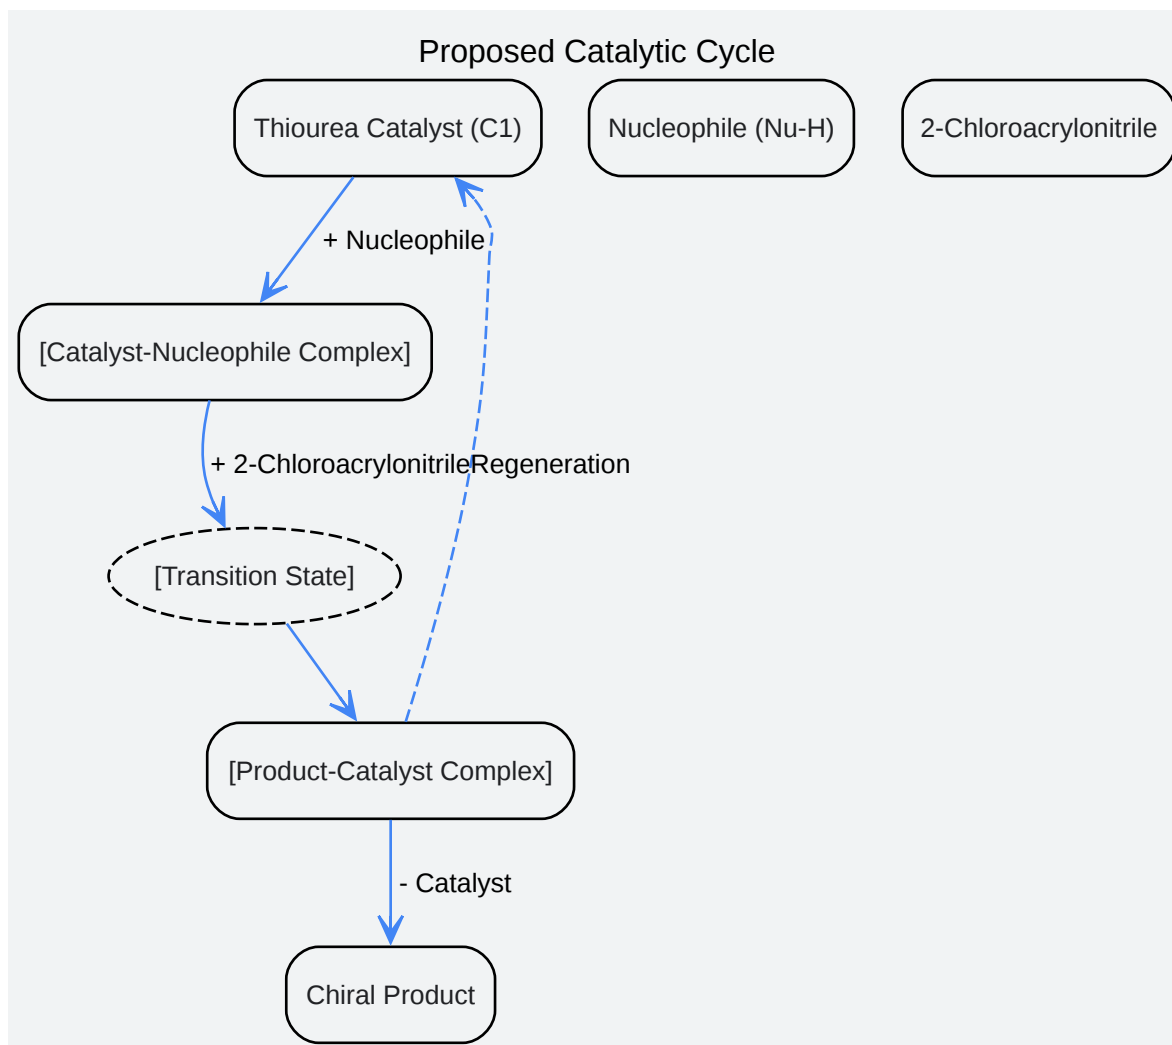 Proposed Catalytic Cycle
Thiourea Catalyst (C1)
Nucleophile (Nu-H)
2-Chloroacrylonitrile
+ Nucleophile
[Catalyst-Nucleophile Complex]
+ 2-Chloroacrylonitrile
Regeneration
[Transition State]
[Product-Catalyst Complex]
- Catalyst
Chiral Product